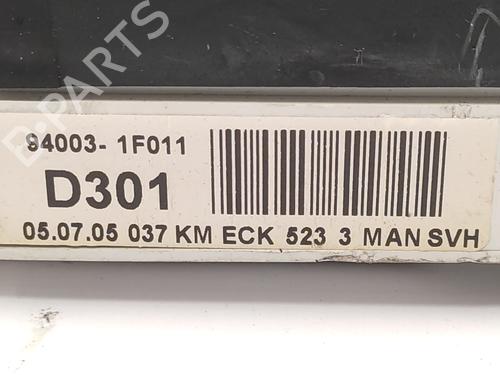 B-PARTS
94003- 1F011
D301
05.07.05 037 KM ECK 523 3 MAN SVH